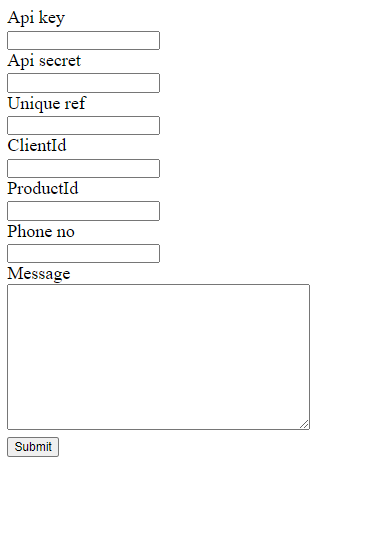 Api key
Api secret
Unique ref
ClientId
ProductId
Phone no
Message
Submit